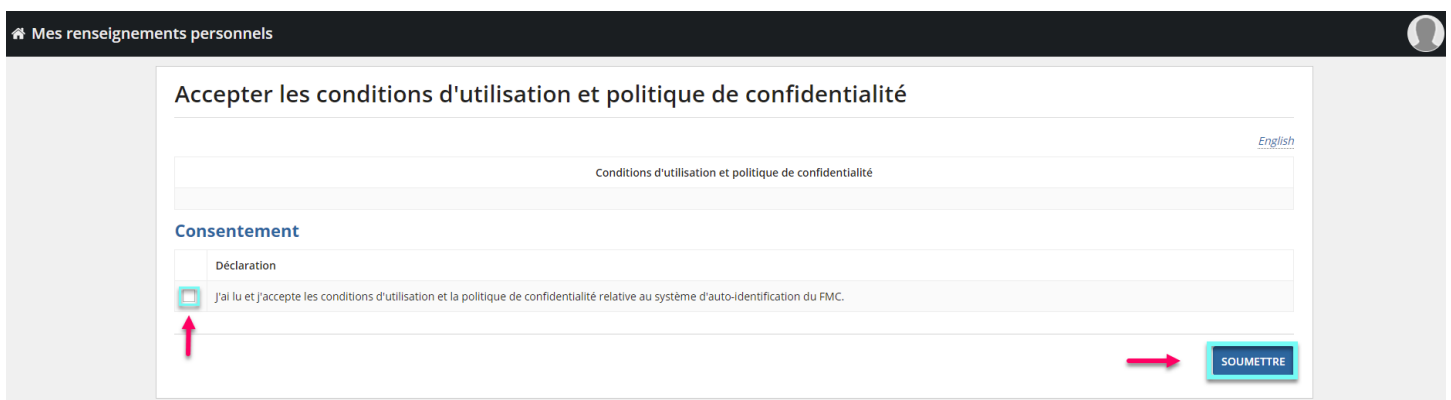 Mes renseignements personnels
Accepter les conditions d'utilisation et politique de confidentialité
English
Conditions d'utilisation et politique de confidentialité
Consentement
Déclaration
J'ai lu et j'accepte les conditions d'utilisation et la politique de confidentialité relative au système d'auto-identification du FMC.
SOUMETTRE